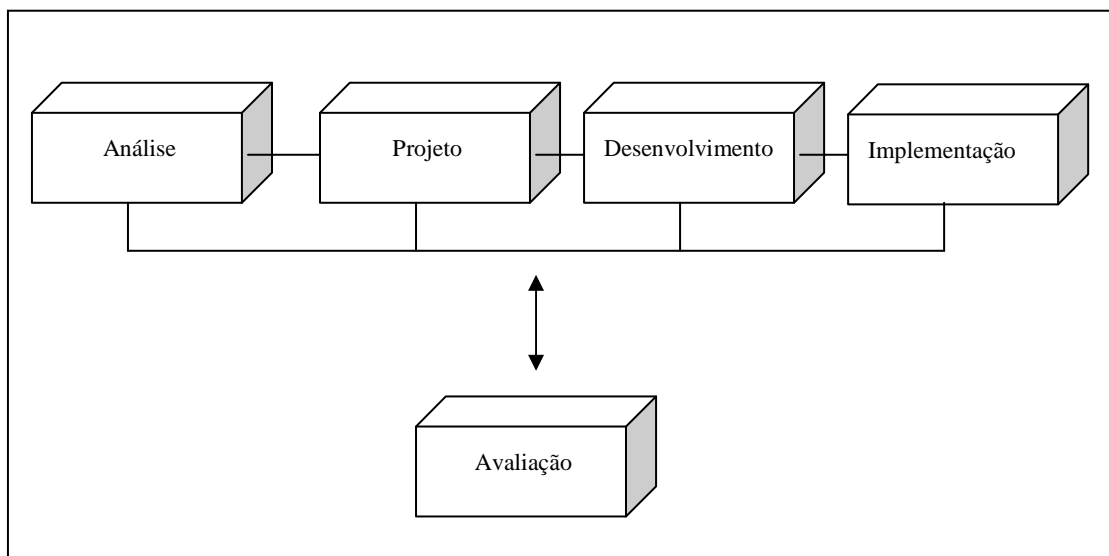 Análise
Projeto
Desenvolvimento
Implementação
Avaliação